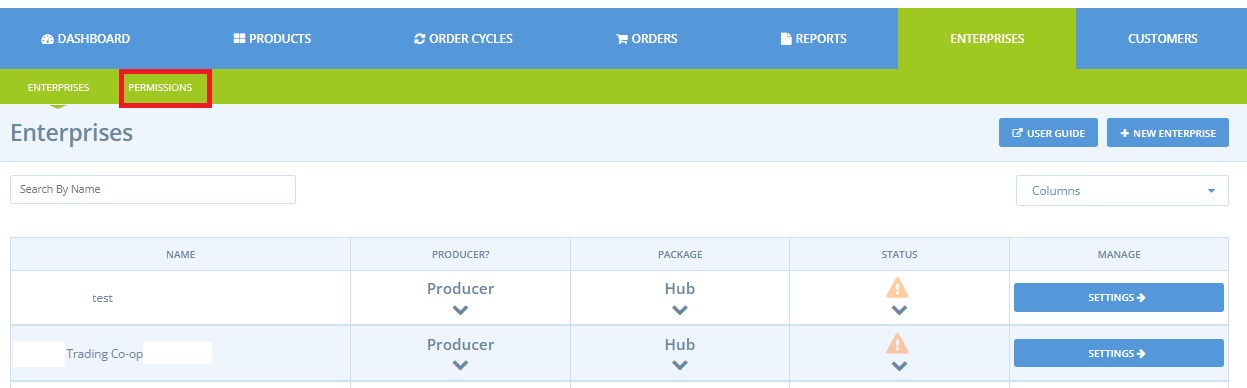 DASHBOARD PRODUCTS ORDER CYCLES ORDERS REPORTS ENTERPRISES CUSTOMERS
ENTERPRISES PERMISSIONS
Enterprises USER GUIDE NEW ENTERPRISE
Search By Name Columns
NAME PRODUCER? PACKAGE STATUS MANAGE
test Producer Hub SETTINGS
Trading Co-op Producer Hub SETTINGS